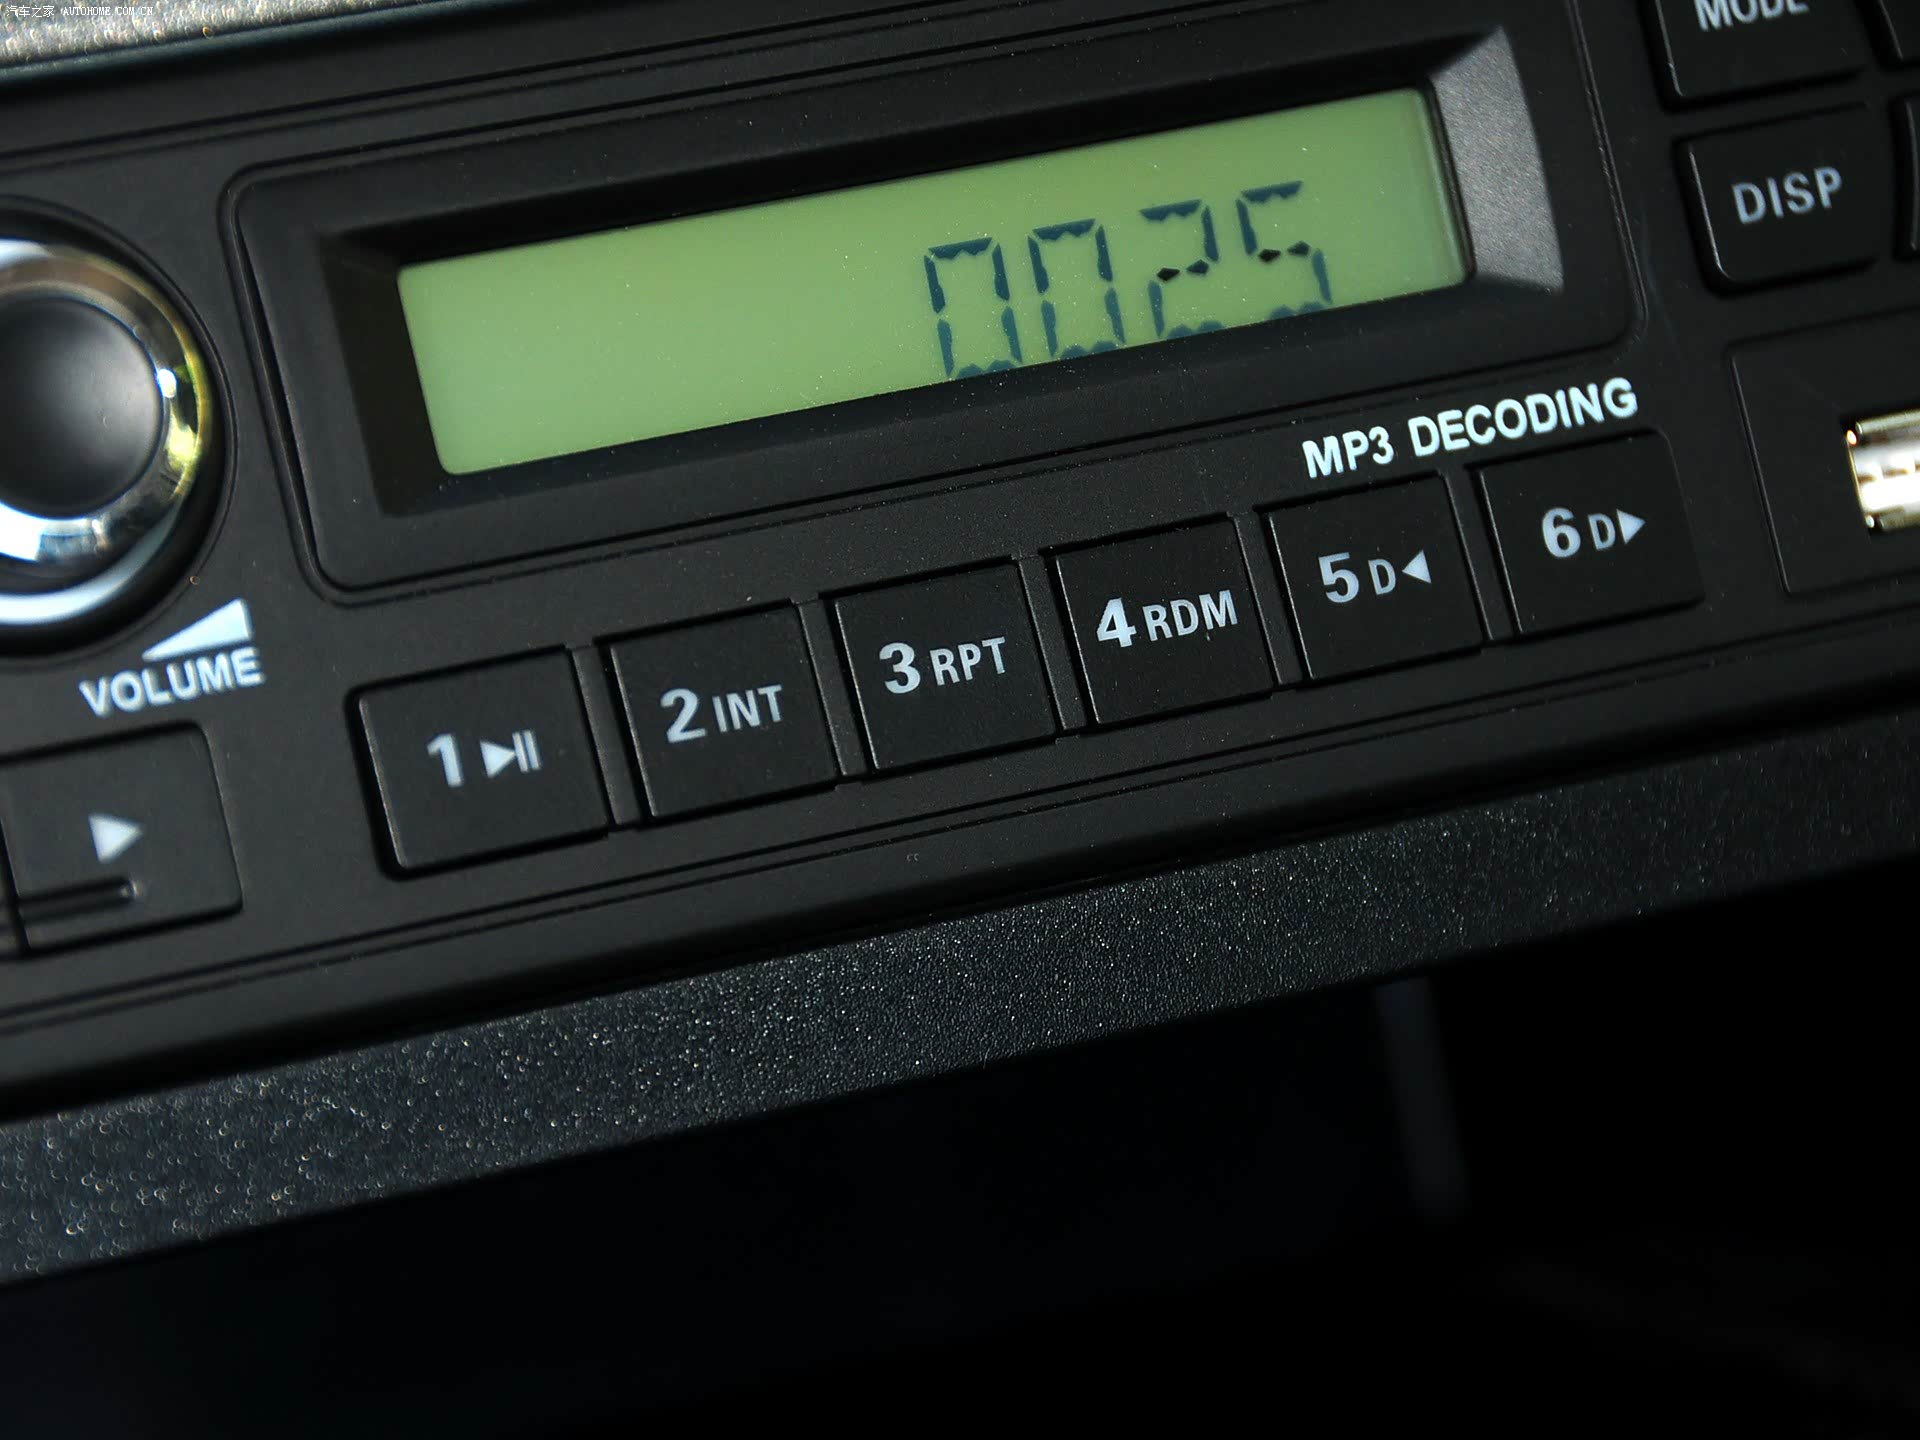 汽车之家 AUTOHOME.COM.CN
MODE
DISP
0025
MP3 DECODING
VOLUME
1 2 INT 3 RPT 4 RDM 5 D 6 D